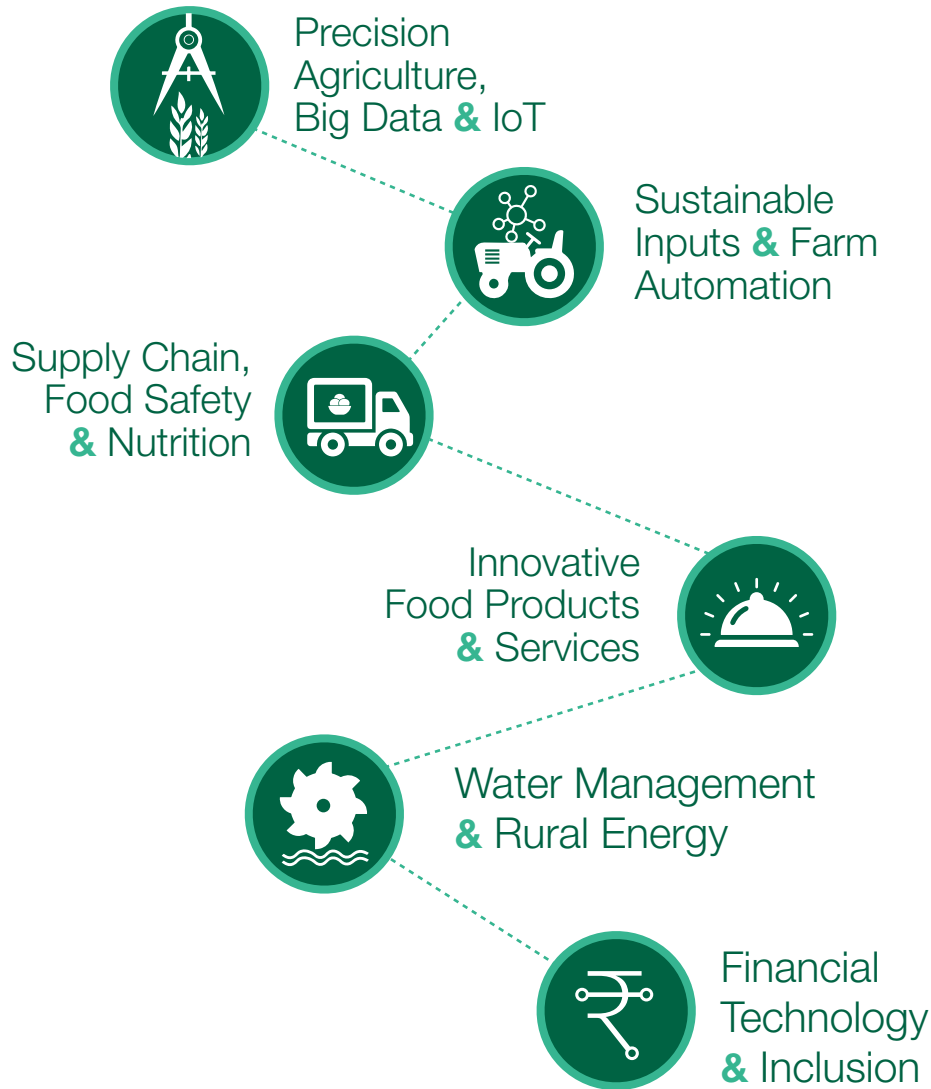 Precision
Agriculture,
Big Data & IoT
Sustainable
Inputs & Farm
Automation
Supply Chain,
Food Safety
& Nutrition
Innovative
Food Products
& Services
Water Management
& Rural Energy
Financial
Technology
& Inclusion